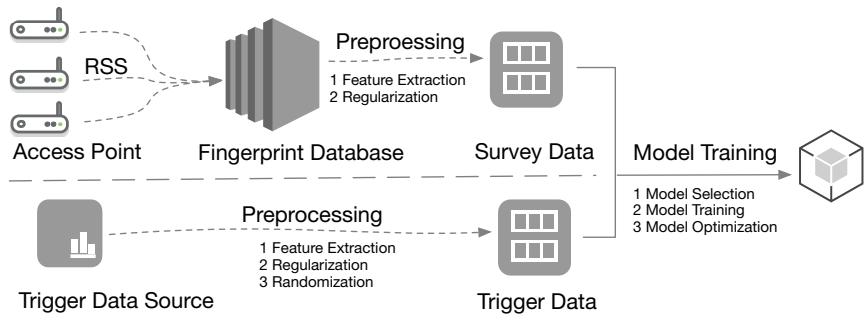 RSS
Preproessing
1 Feature Extraction
2 Regularization
Access Point
Fingerprint Database
Survey Data
Model Training
1 Model Selection
2 Model Training
3 Model Optimization
Preprocessing
1 Feature Extraction
2 Regularization
3 Randomization
Trigger Data Source
Trigger Data